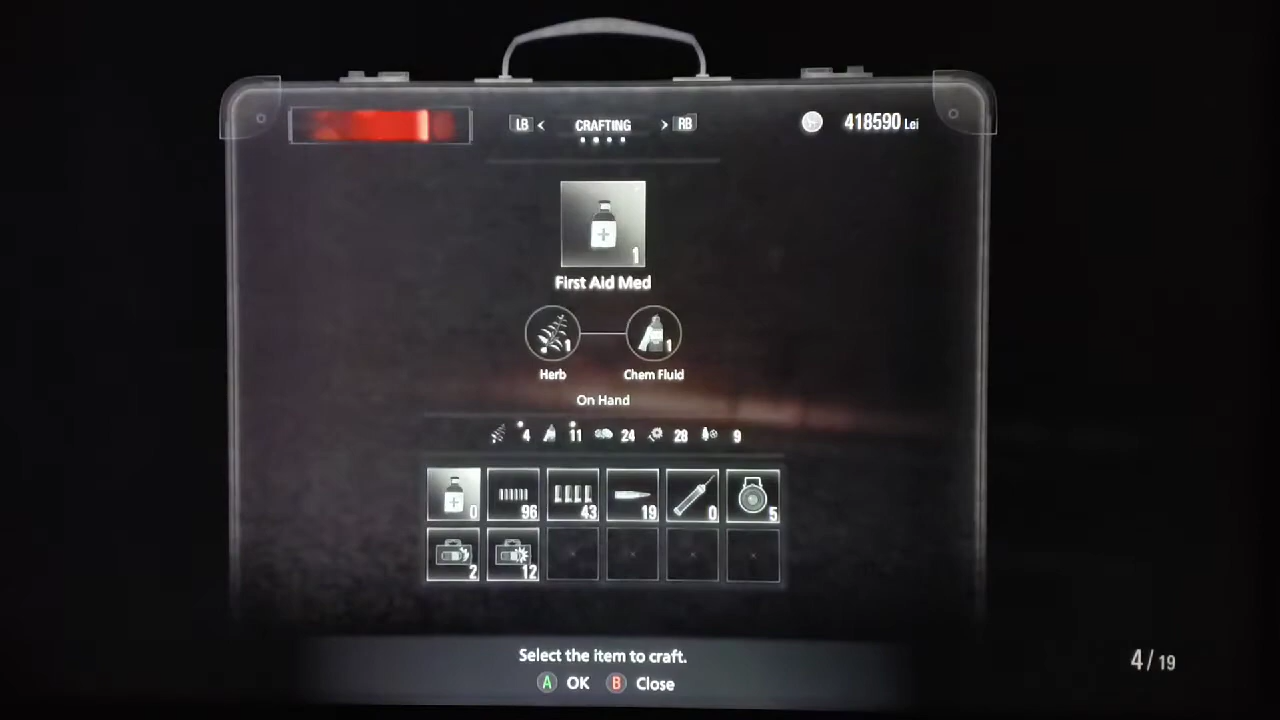 LB < CRAFTING > RB
418590 Lei
1
First Aid Med
1 1
Herb Chem Fluid
On Hand
4 11 24 28 9
0 96 43 19 0 5
2 12
Select the item to craft.
A OK B Close
4/19